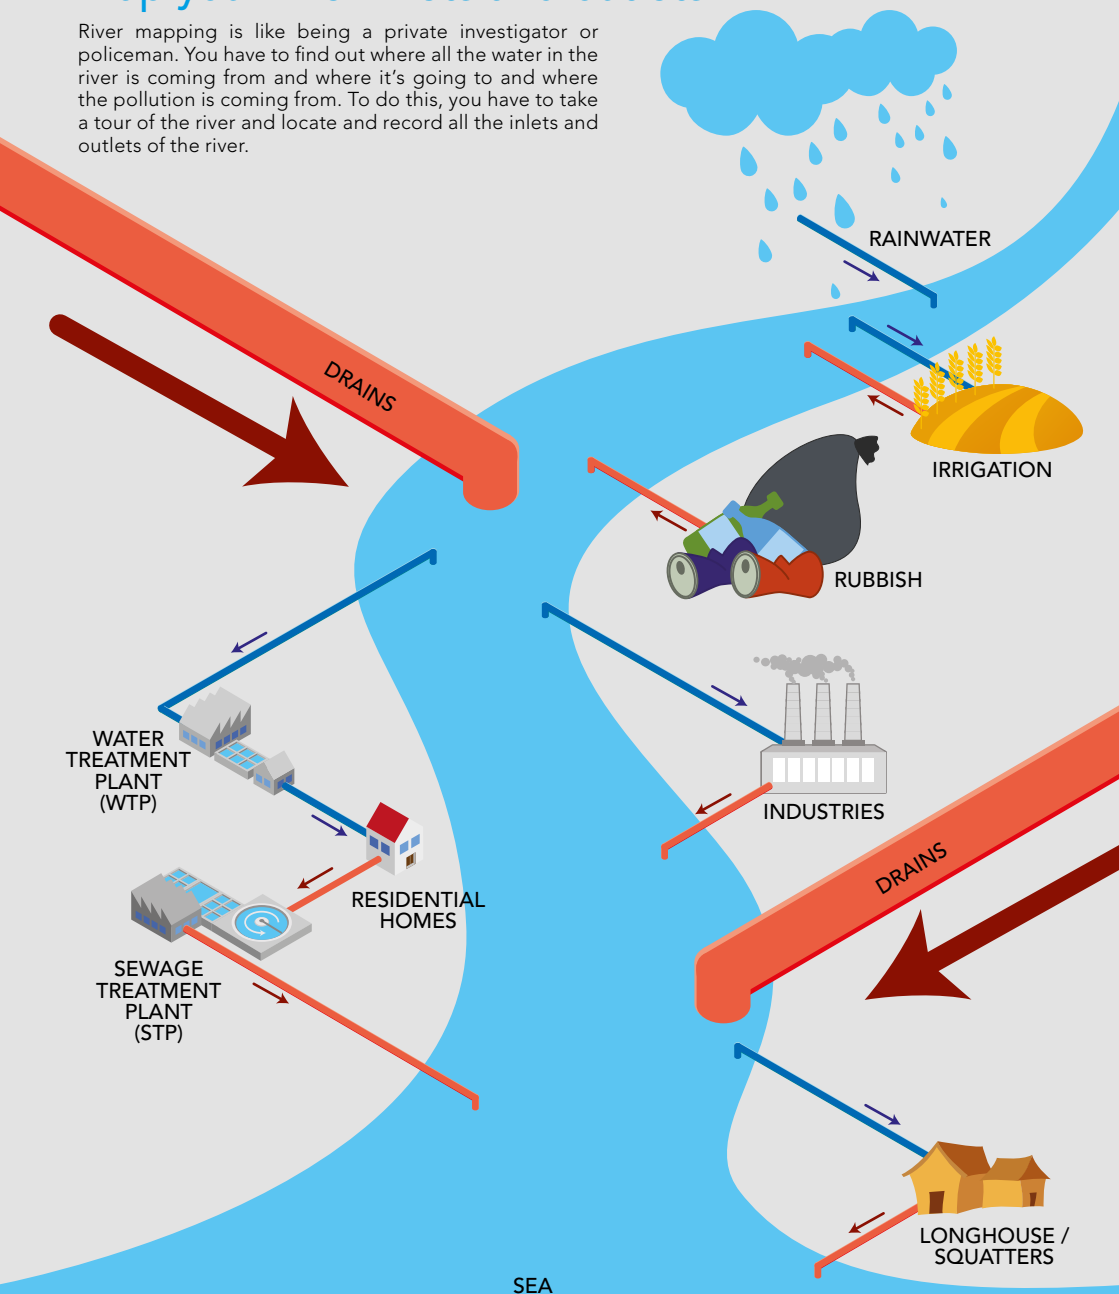 River mapping is like being a private investigator or
policeman. You have to find out where all the water in the
river is coming from and where it's going to and where
the pollution is coming from. To do this, you have to take
a tour of the river and locate and record all the inlets and
outlets of the river.
RAINWATER
DRAINS
IRRIGATION
RUBBISH
WATER
TREATMENT
PLANT
(WTP)
INDUSTRIES
DRAINS
RESIDENTIAL
HOMES
SEWAGE
TREATMENT
PLANT
(STP)
LONGHOUSE /
SQUATTERS
SEA